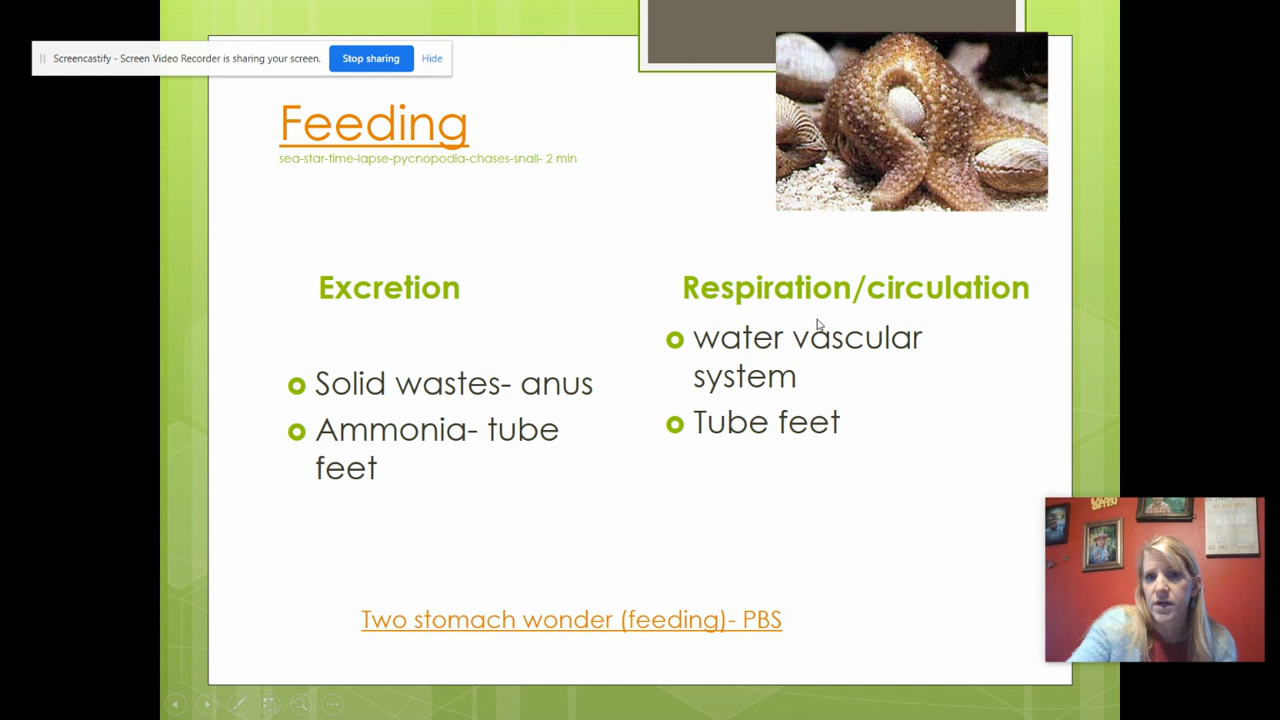 Screencastify - Screen Video Recorder is sharing your screen.
Stop sharing
Hide
Feeding
sea-star-time-lapse-pycnopodia-chases-snail- 2 min
Excretion
Solid wastes- anus
Ammonia- tube
feet
Respiration/circulation
water vascular
system
Tube feet
Two stomach wonder (feeding)- PBS